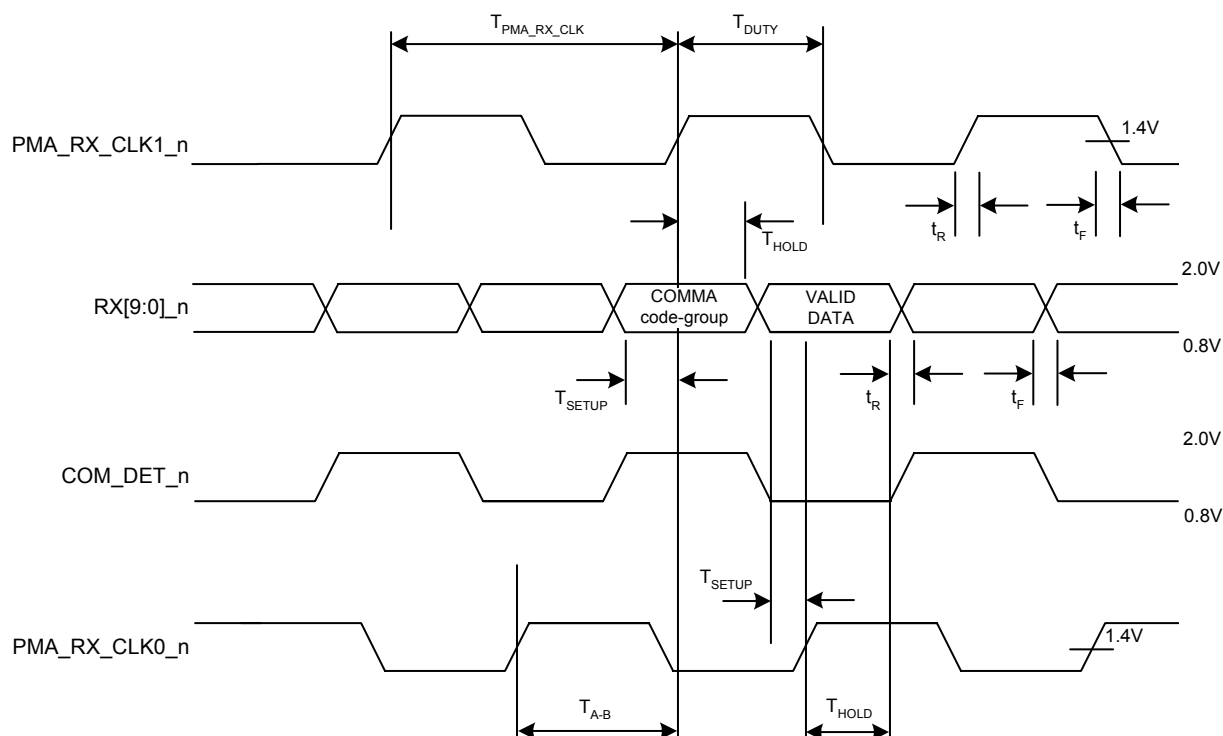 T_PMA_RX_CLK
T_DUTY
PMA_RX_CLK1_n
1.4V
T_HOLD
t_R
t_F
RX[9:0]_n
COMMA
code-group
VALID
DATA
2.0V
0.8V
T_SETUP
t_R
t_F
COM_DET_n
2.0V
0.8V
T_SETUP
PMA_RX_CLK0_n
1.4V
T_A-B
T_HOLD